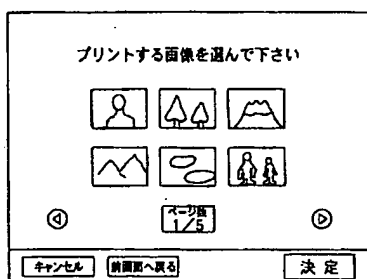 プリントする画像を選んで下さい
ページ数
1/5
キャンセル
前画面へ戻る
決定